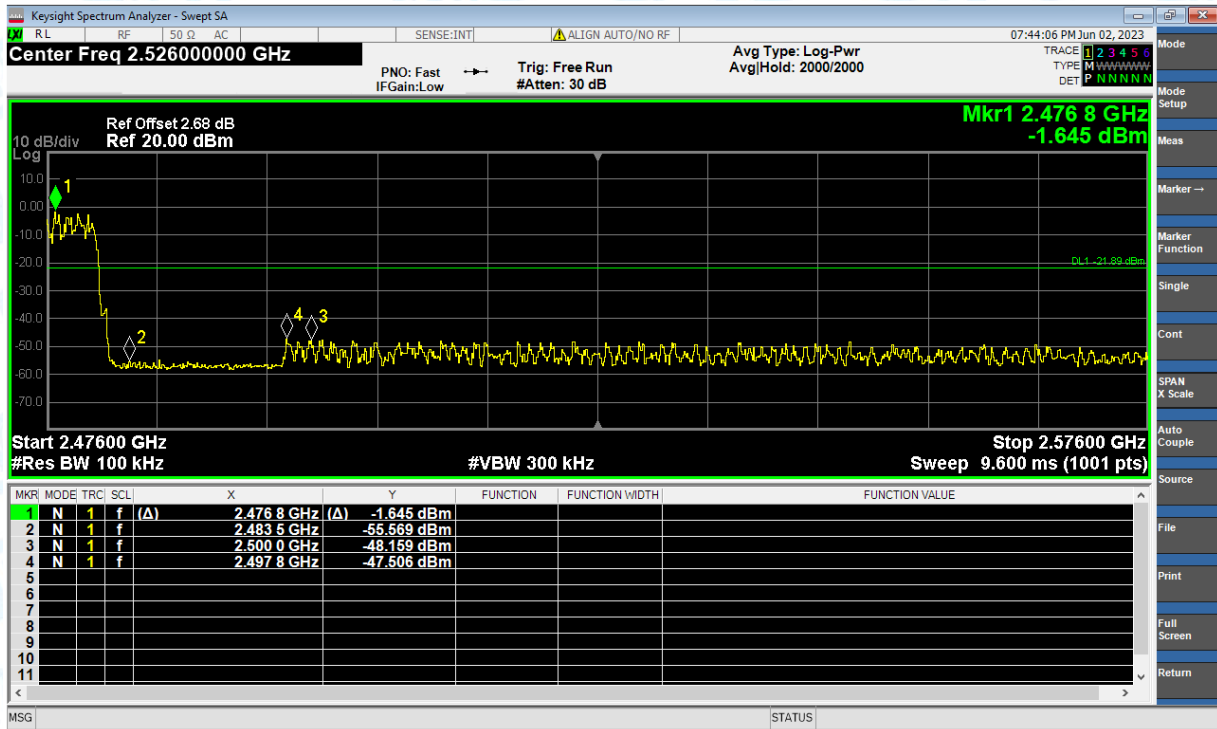 Keysight Spectrum Analyzer - Swept SA
LXI RL RF 50 Ω AC SENSE:INT ALIGN AUTO/NO RF 07:44:06 PM Jun 02, 2023
Center Freq 2.526000000 GHz
PNO: Fast
IFGain:Low
Trig: Free Run
#Atten: 30 dB
Avg Type: Log-Pwr
Avg|Hold: 2000/2000
TRACE 1 2 3 4 5 6
TYPE M WWWWW
DET P N N N N N
Mkr1 2.476 8 GHz
-1.645 dBm
Ref Offset 2.68 dB
10 dB/div Ref 20.00 dBm
Log
10.0
0.00
-10.0
-20.0
-30.0
-40.0
-50.0
-60.0
-70.0
1
2
4
3
DL1 -21.89 dBm
Start 2.47600 GHz Stop 2.57600 GHz
#Res BW 100 kHz #VBW 300 kHz Sweep 9.600 ms (1001 pts)
MKR MODE TRC SCL X Y FUNCTION FUNCTION WIDTH FUNCTION VALUE
1 N 1 f (Δ) 2.476 8 GHz (Δ) -1.645 dBm
2 N 1 f 2.483 5 GHz -55.569 dBm
3 N 1 f 2.500 0 GHz -48.159 dBm
4 N 1 f 2.497 8 GHz -47.506 dBm
5
6
7
8
9
10
11
MSG STATUS
Mode
Mode
Setup
Meas
Marker →
Marker
Function
Single
Cont
SPAN
X Scale
Auto
Couple
Source
File
Print
Full
Screen
Return